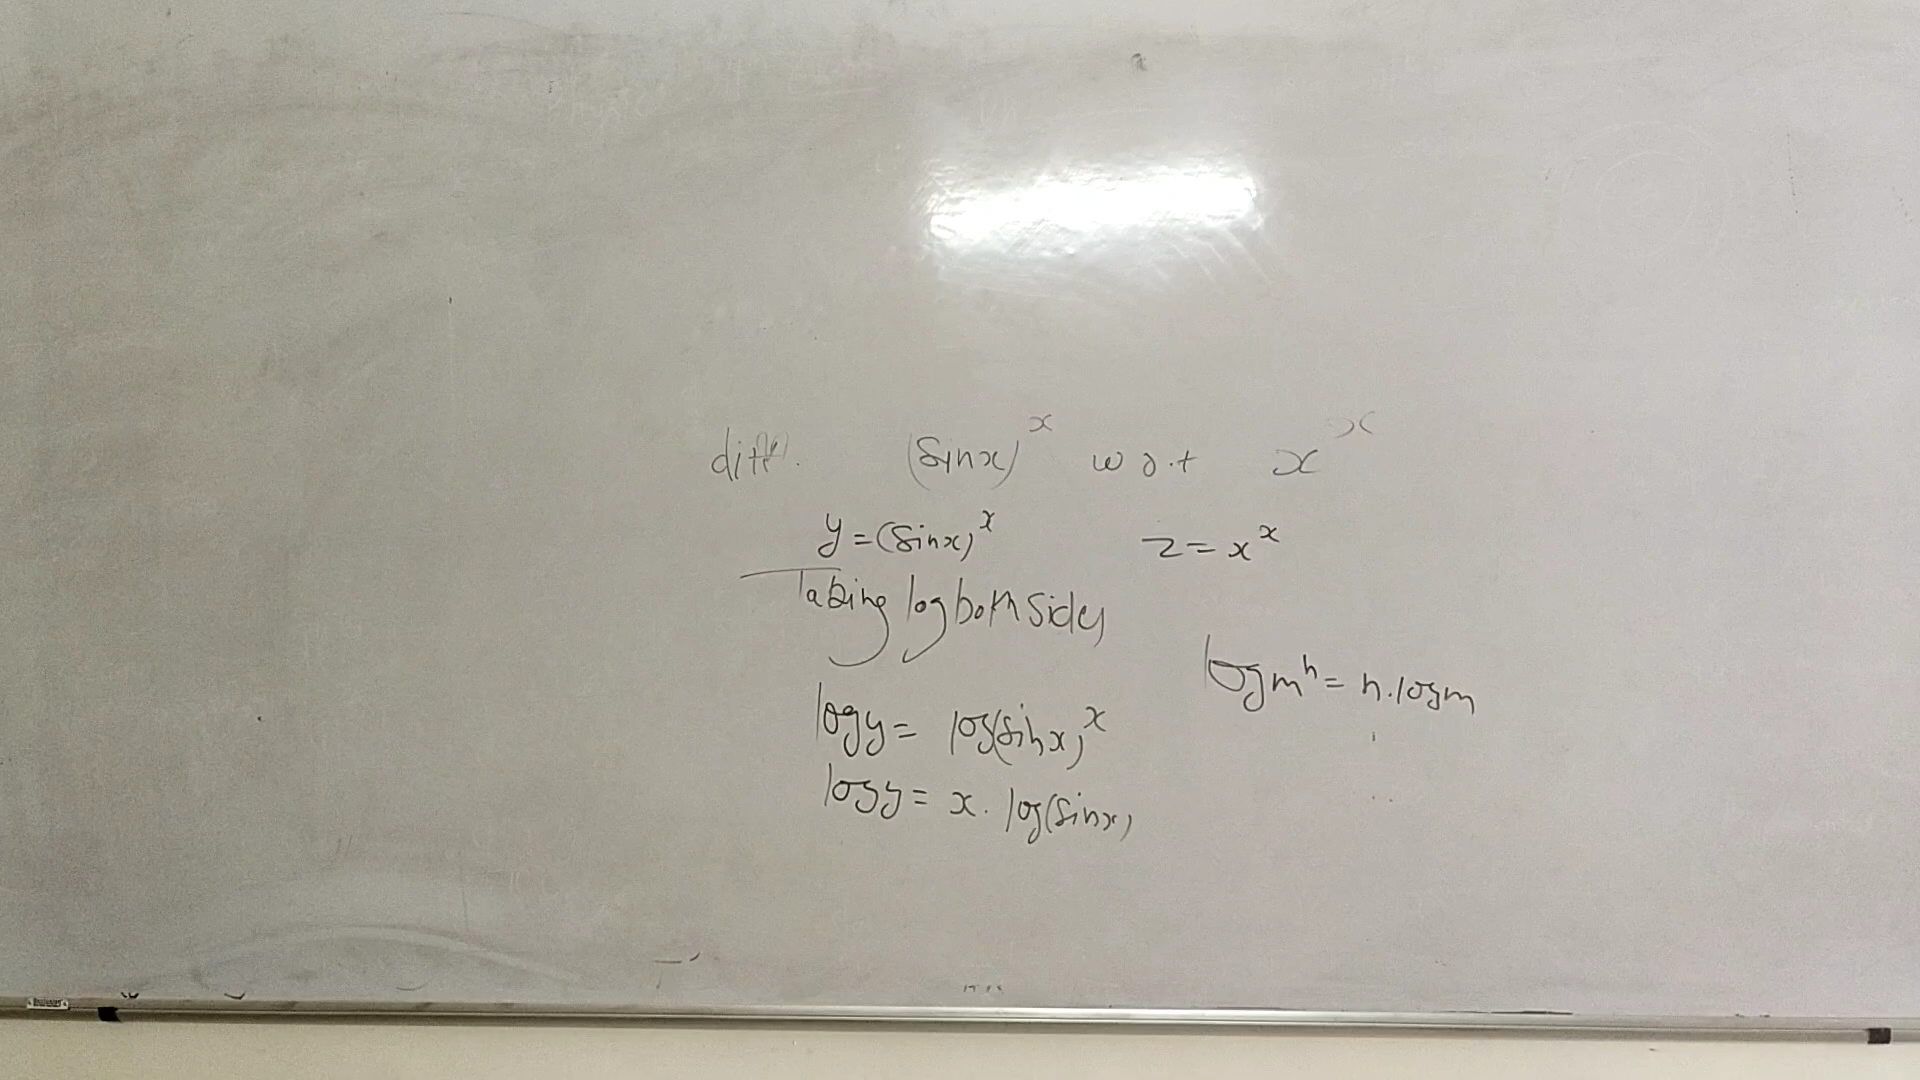 diff. (Sinx)^x w r.t x^x
y = (Sinx)^x z = x^x
Taking log both sides
log m^n = n. log m
log y = log(sinx)^x
log y = x. log(sinx)